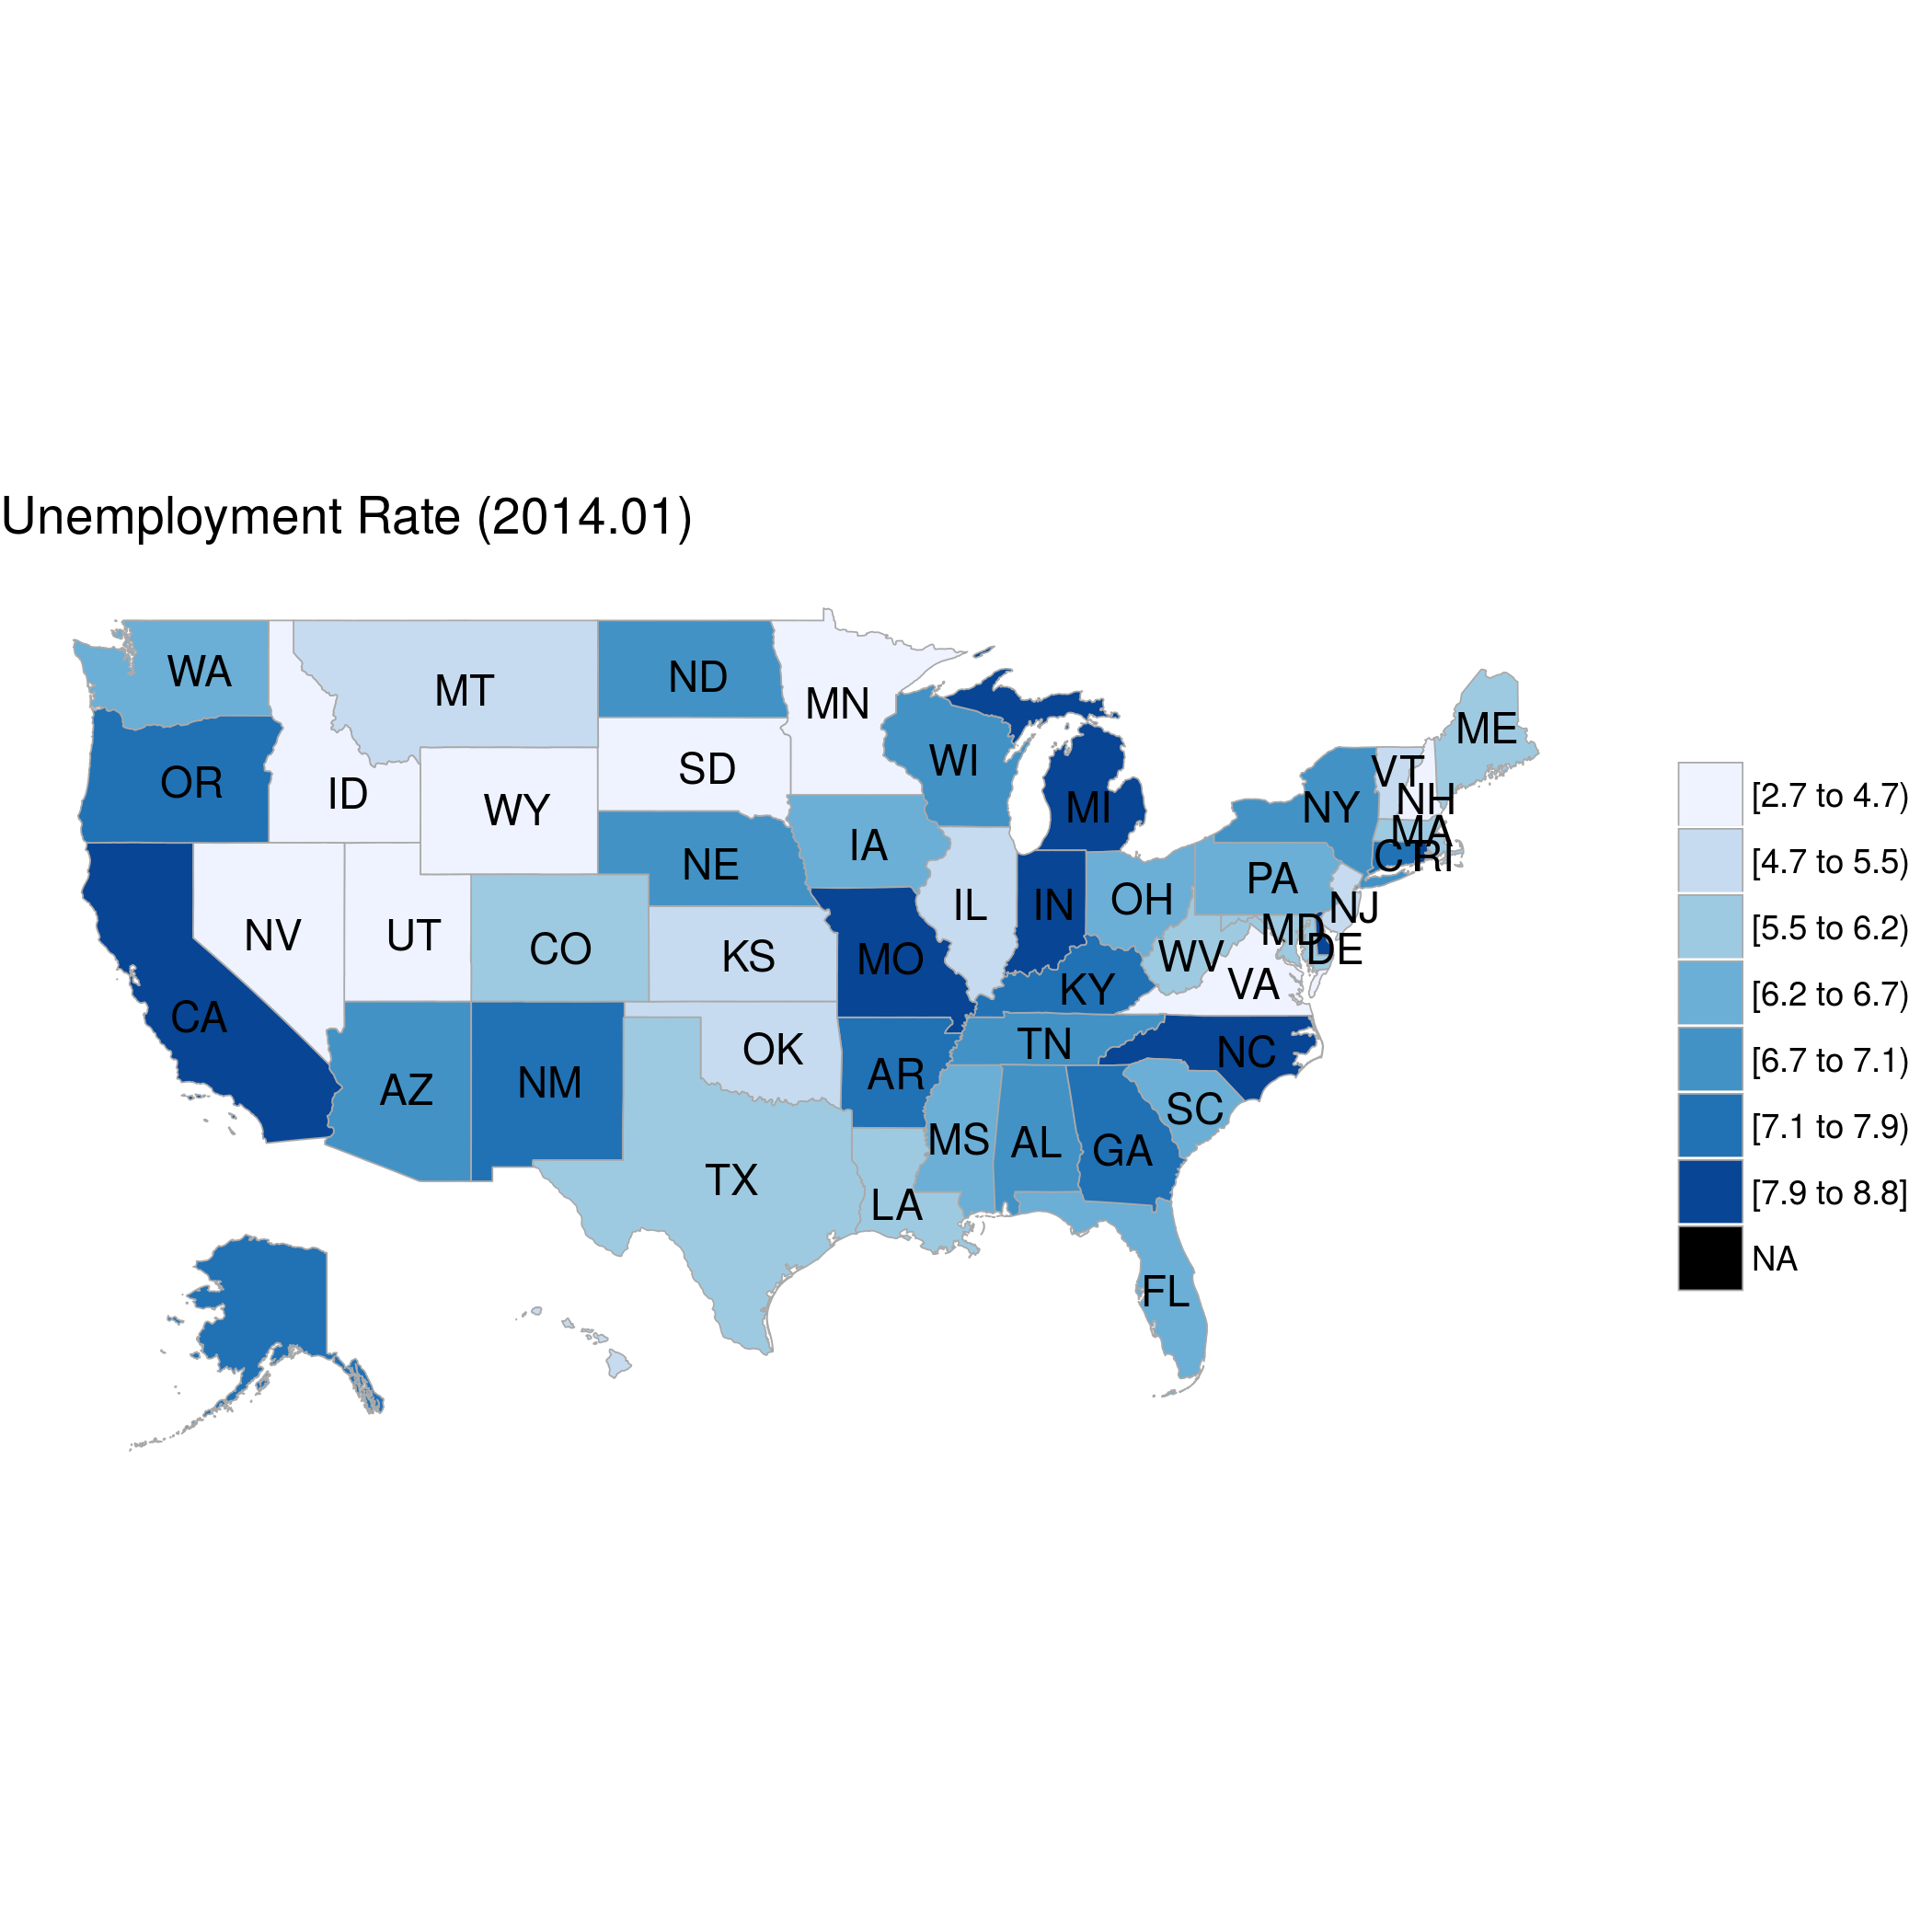 Unemployment Rate (2014.01)
WA
MT
ND
MN
ME
OR
ID
WY
SD
WI
MI
NY
VT
NH
MA
CT
RI
NE
IA
IL
IN
OH
PA
NJ
NV
UT
CO
KS
MO
KY
WV
MD
DE
VA
CA
AZ
NM
OK
AR
TN
NC
SC
TX
LA
MS
AL
GA
FL
[2.7 to 4.7)
[4.7 to 5.5)
[5.5 to 6.2)
[6.2 to 6.7)
[6.7 to 7.1)
[7.1 to 7.9)
[7.9 to 8.8]
NA